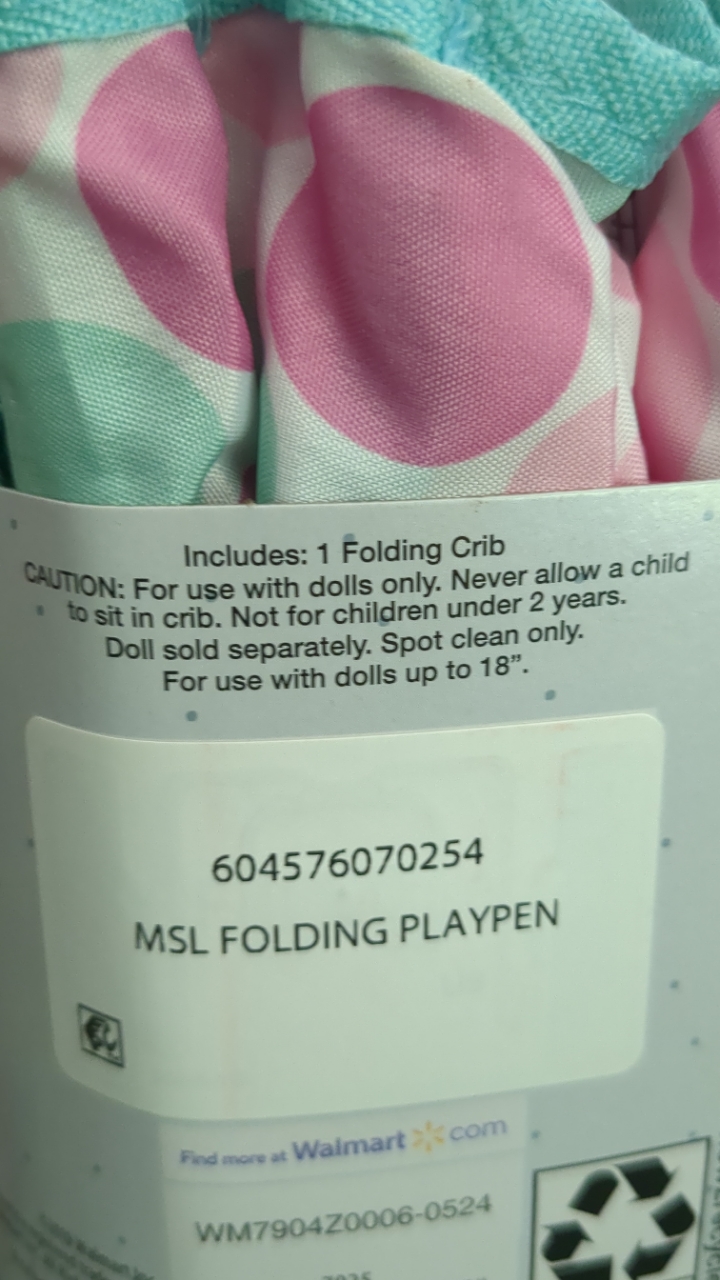 Includes: 1 Folding Crib
CAUTION: For use with dolls only. Never allow a child
to sit in crib. Not for children under 2 years.
Doll sold separately. Spot clean only.
For use with dolls up to 18”.
604576070254
MSL FOLDING PLAYPEN
Find more at Walmart com
WM7904Z0006-0524